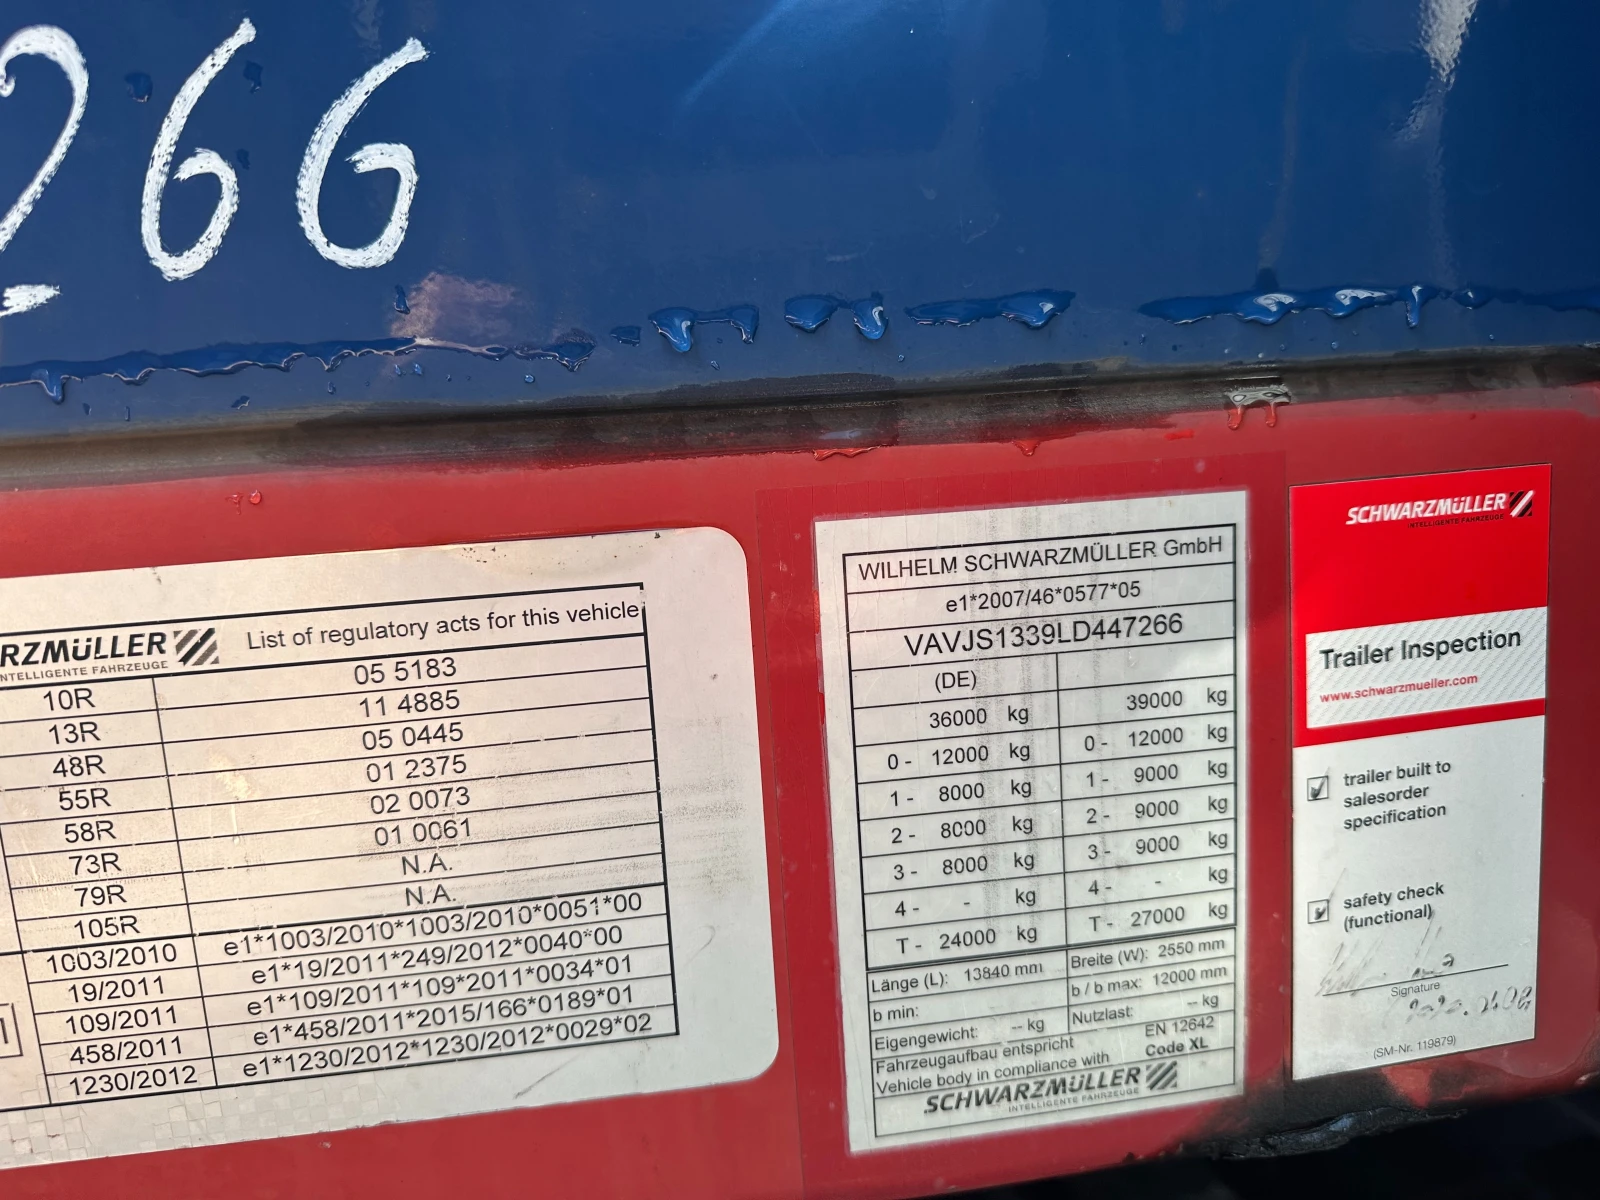 266
RZMÜLLER
NTELLIGENTE FAHRZEUGE
List of regulatory acts for this vehicle
10R 05 5183
13R 11 4885
48R 05 0445
55R 01 2375
58R 02 0073
73R 01 0061
79R N.A.
105R N.A.
1003/2010 e1*1003/2010*1003/2010*0051*00
19/2011 e1*19/2011*249/2012*0040*00
109/2011 e1*109/2011*109*2011*0034*01
458/2011 e1*458/2011*2015/166*0189*01
1230/2012 e1*1230/2012*1230/2012*0029*02
WILHELM SCHWARZMÜLLER GmbH
e1*2007/46*0577*05
VAVJS1339LD447266
(DE)
36000 kg 39000 kg
0 - 12000 kg 0 - 12000 kg
1 - 8000 kg 1 - 9000 kg
2 - 8000 kg 2 - 9000 kg
3 - 8000 kg 3 - 9000 kg
4 - - kg 4 - - kg
T - 24000 kg T - 27000 kg
Länge (L): 13840 mm Breite (W): 2550 mm
b min: b / b max: 12000 mm
Eigengewicht: -- kg Nutzlast: -- kg
Fahrzeugaufbau entspricht EN 12642
Vehicle body in compliance with Code XL
SCHWARZMÜLLER
INTELLIGENTE FAHRZEUGE
SCHWARZMÜLLER
INTELLIGENTE FAHRZEUGE
Trailer Inspection
www.schwarzmueller.com
trailer built to
salesorder
specification
safety check
(functional)
Signature
(SM-Nr. 119879)